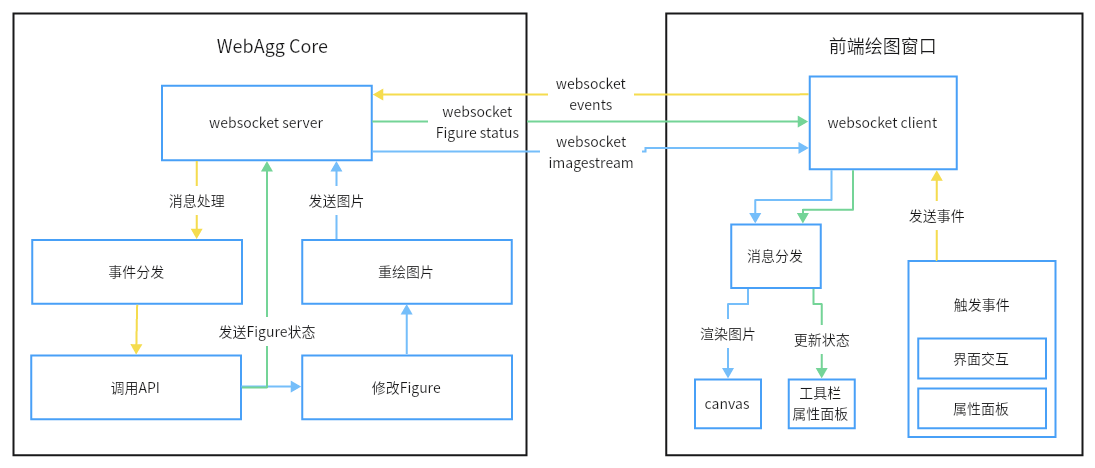 WebAgg Core
websocket server
消息处理
发送图片
事件分发
重绘图片
发送Figure状态
调用API
修改Figure
websocket
events
websocket
Figure status
websocket
imagestream
前端绘图窗口
websocket client
消息分发
发送事件
渲染图片
更新状态
canvas
工具栏
属性面板
触发事件
界面交互
属性面板